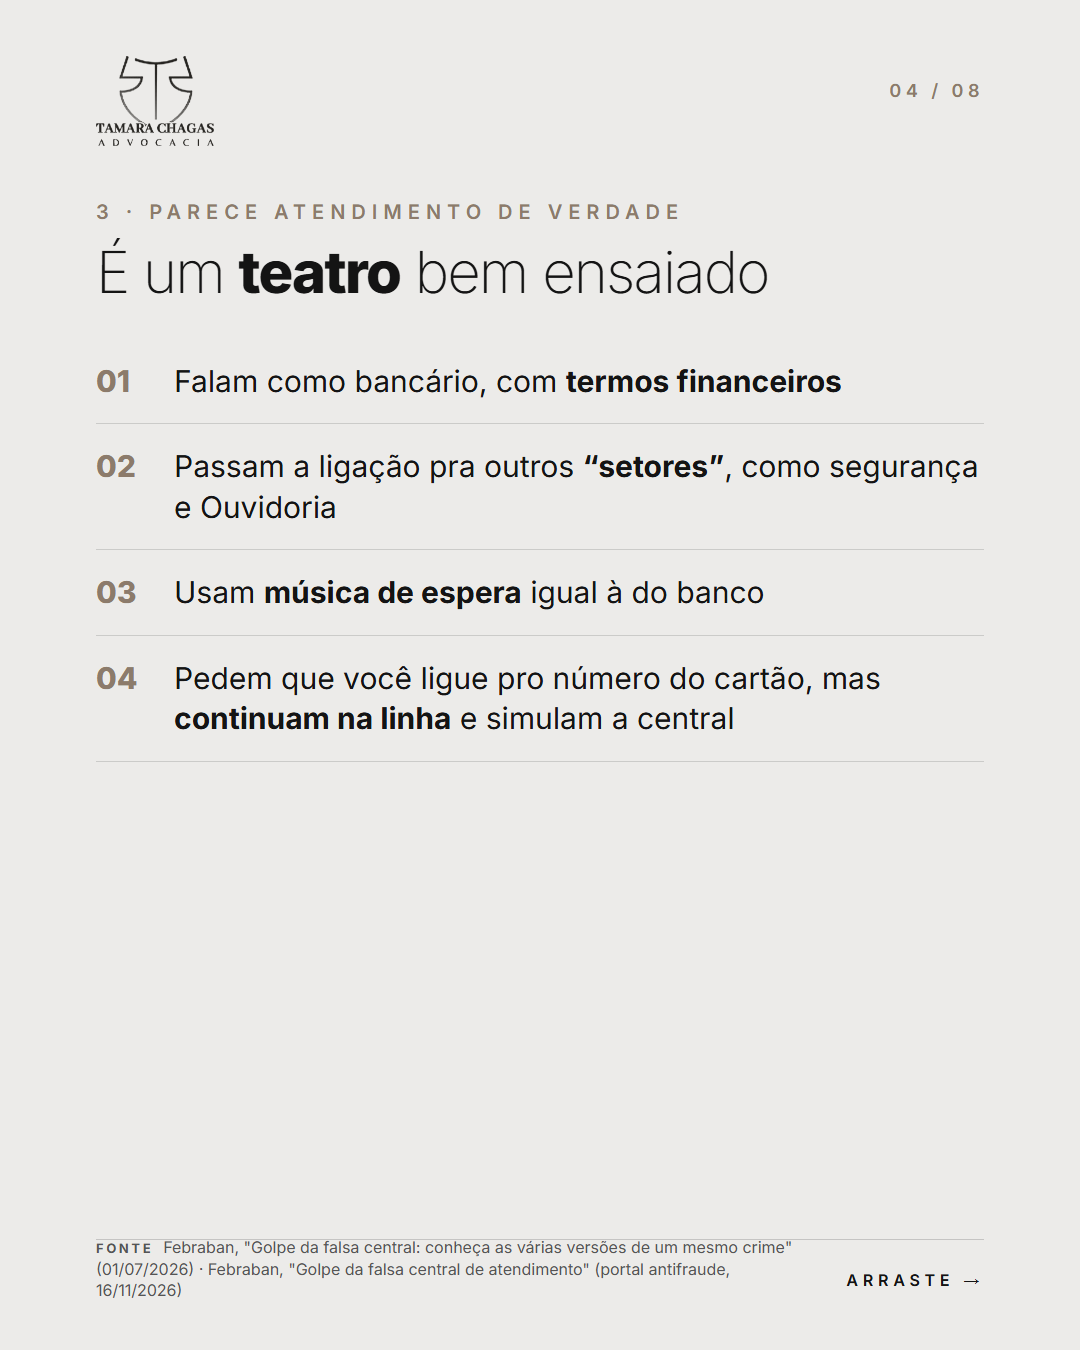 TAMARA CHAGAS
ADVOCACIA
04 / 08
3 · PARECE ATENDIMENTO DE VERDADE
É um teatro bem ensaiado
01 Falam como bancário, com termos financeiros
02 Passam a ligação pra outros “setores”, como segurança
e Ouvidoria
03 Usam música de espera igual à do banco
04 Pedem que você ligue pro número do cartão, mas
continuam na linha e simulam a central
FONTE Febraban, "Golpe da falsa central: conheça as várias versões de um mesmo crime"
(01/07/2026) · Febraban, "Golpe da falsa central de atendimento" (portal antifraude,
16/11/2026)
ARRASTE →